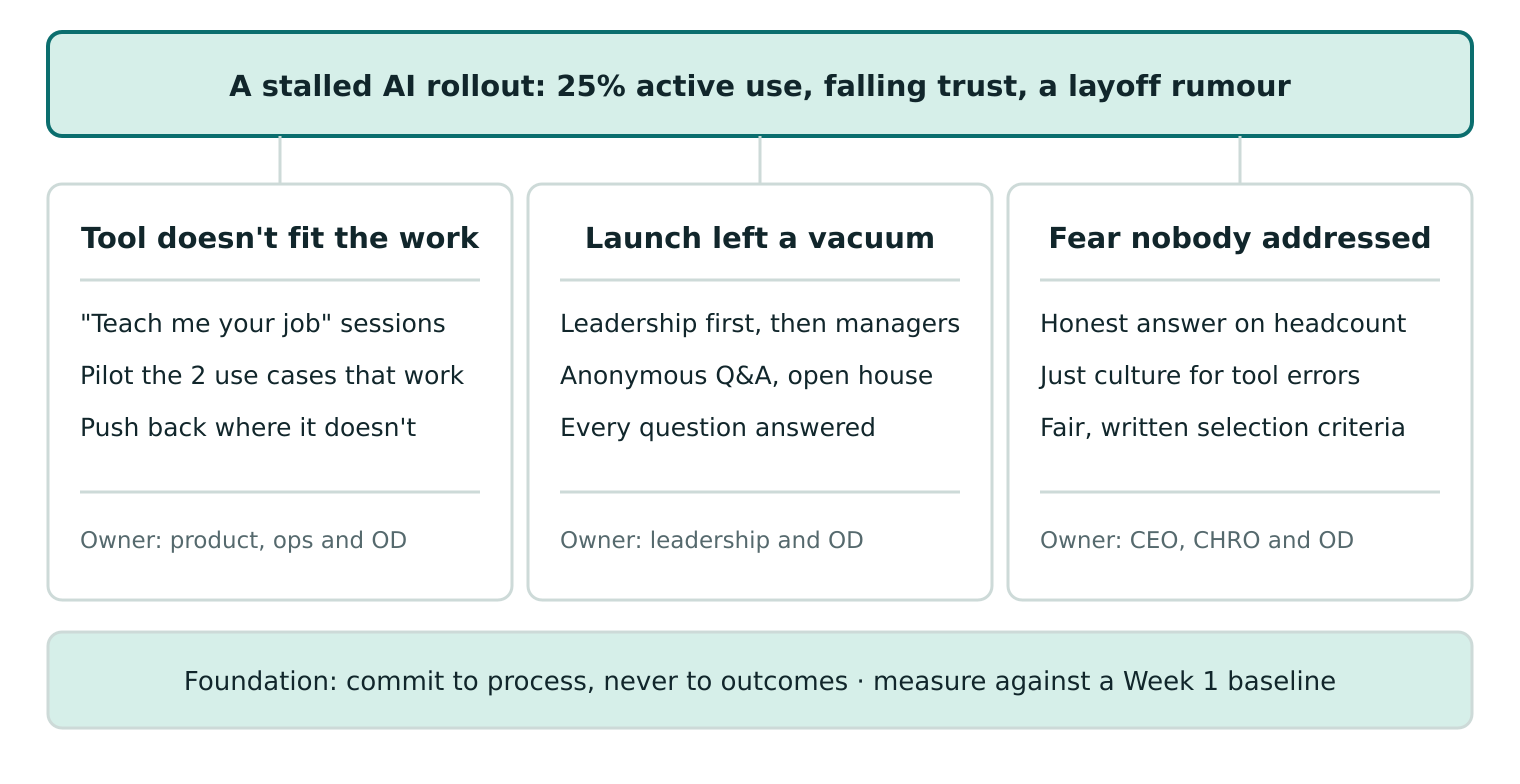 A stalled AI rollout: 25% active use, falling trust, a layoff rumour
Tool doesn't fit the work
"Teach me your job" sessions
Pilot the 2 use cases that work
Push back where it doesn't
Owner: product, ops and OD
Launch left a vacuum
Leadership first, then managers
Anonymous Q&A, open house
Every question answered
Owner: leadership and OD
Fear nobody addressed
Honest answer on headcount
Just culture for tool errors
Fair, written selection criteria
Owner: CEO, CHRO and OD
Foundation: commit to process, never to outcomes · measure against a Week 1 baseline